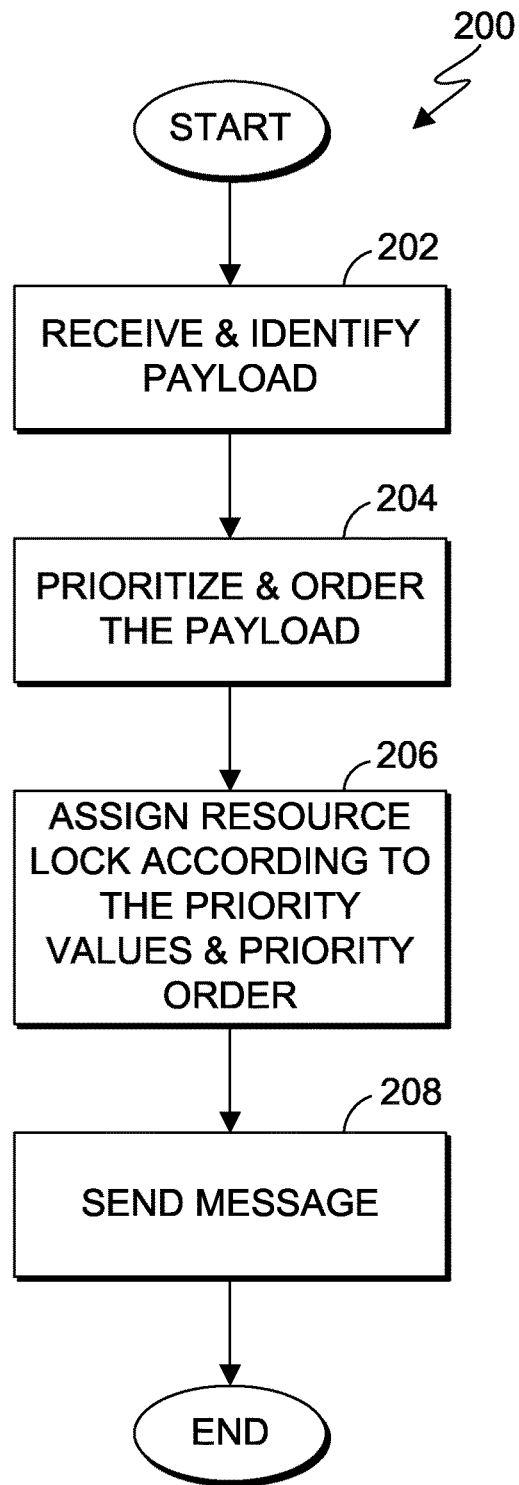 200
START
202
RECEIVE & IDENTIFY
PAYLOAD
204
PRIORITIZE & ORDER
THE PAYLOAD
206
ASSIGN RESOURCE
LOCK ACCORDING TO
THE PRIORITY
VALUES & PRIORITY
ORDER
208
SEND MESSAGE
END